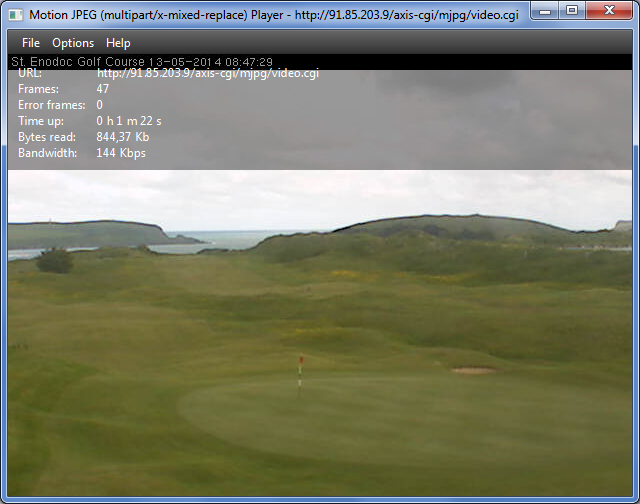 Motion JPEG (multipart/x-mixed-replace) Player - http://91.85.203.9/axis-cgi/mjpg/video.cgi
File Options Help
St. Enodoc Golf Course 13-05-2014 08:47:29
URL: http://91.85.203.9/axis-cgi/mjpg/video.cgi
Frames: 47
Error frames: 0
Time up: 0 h 1 m 22 s
Bytes read: 844,37 Kb
Bandwidth: 144 Kbps